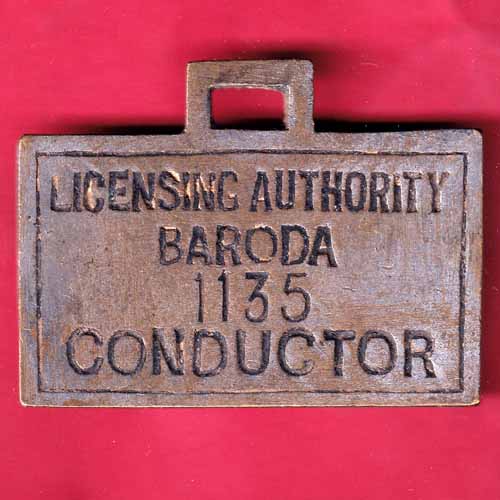 LICENSING AUTHORITY
BARODA
1135
CONDUCTOR